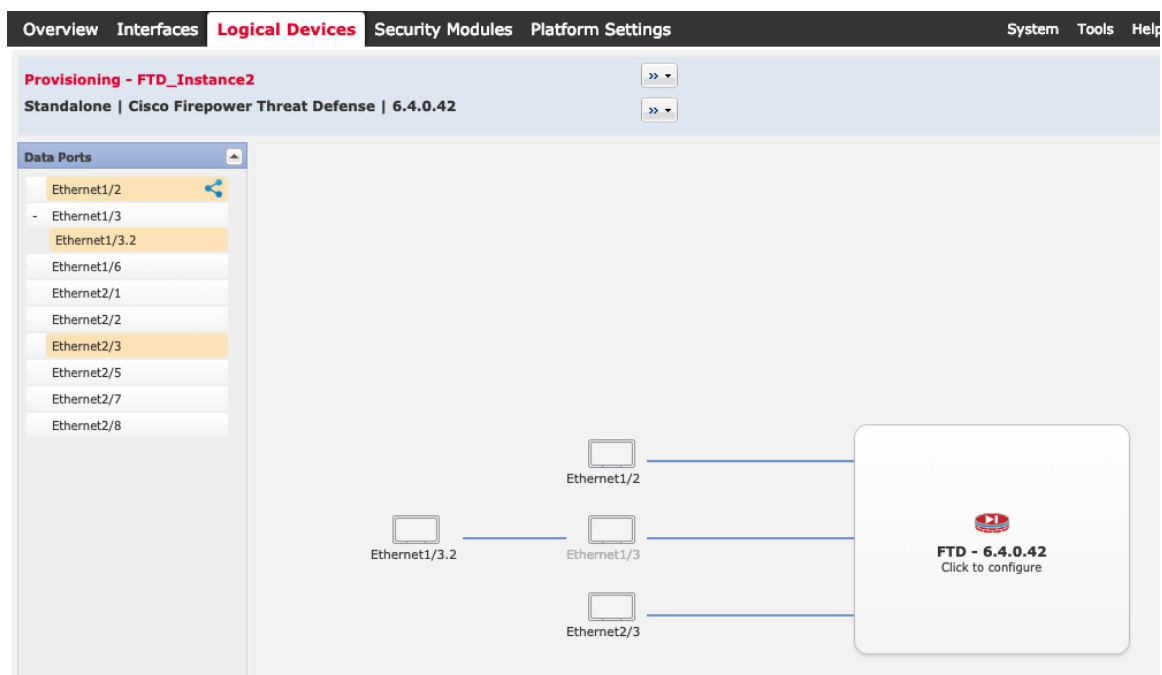 Overview Interfaces Logical Devices Security Modules Platform Settings System Tools Help
Provisioning - FTD_Instance2
Standalone | Cisco Firepower Threat Defense | 6.4.0.42
Data Ports
Ethernet1/2
- Ethernet1/3
Ethernet1/3.2
Ethernet1/6
Ethernet2/1
Ethernet2/2
Ethernet2/3
Ethernet2/5
Ethernet2/7
Ethernet2/8
Ethernet1/2
Ethernet1/3.2
Ethernet1/3
Ethernet2/3
FTD - 6.4.0.42
Click to configure